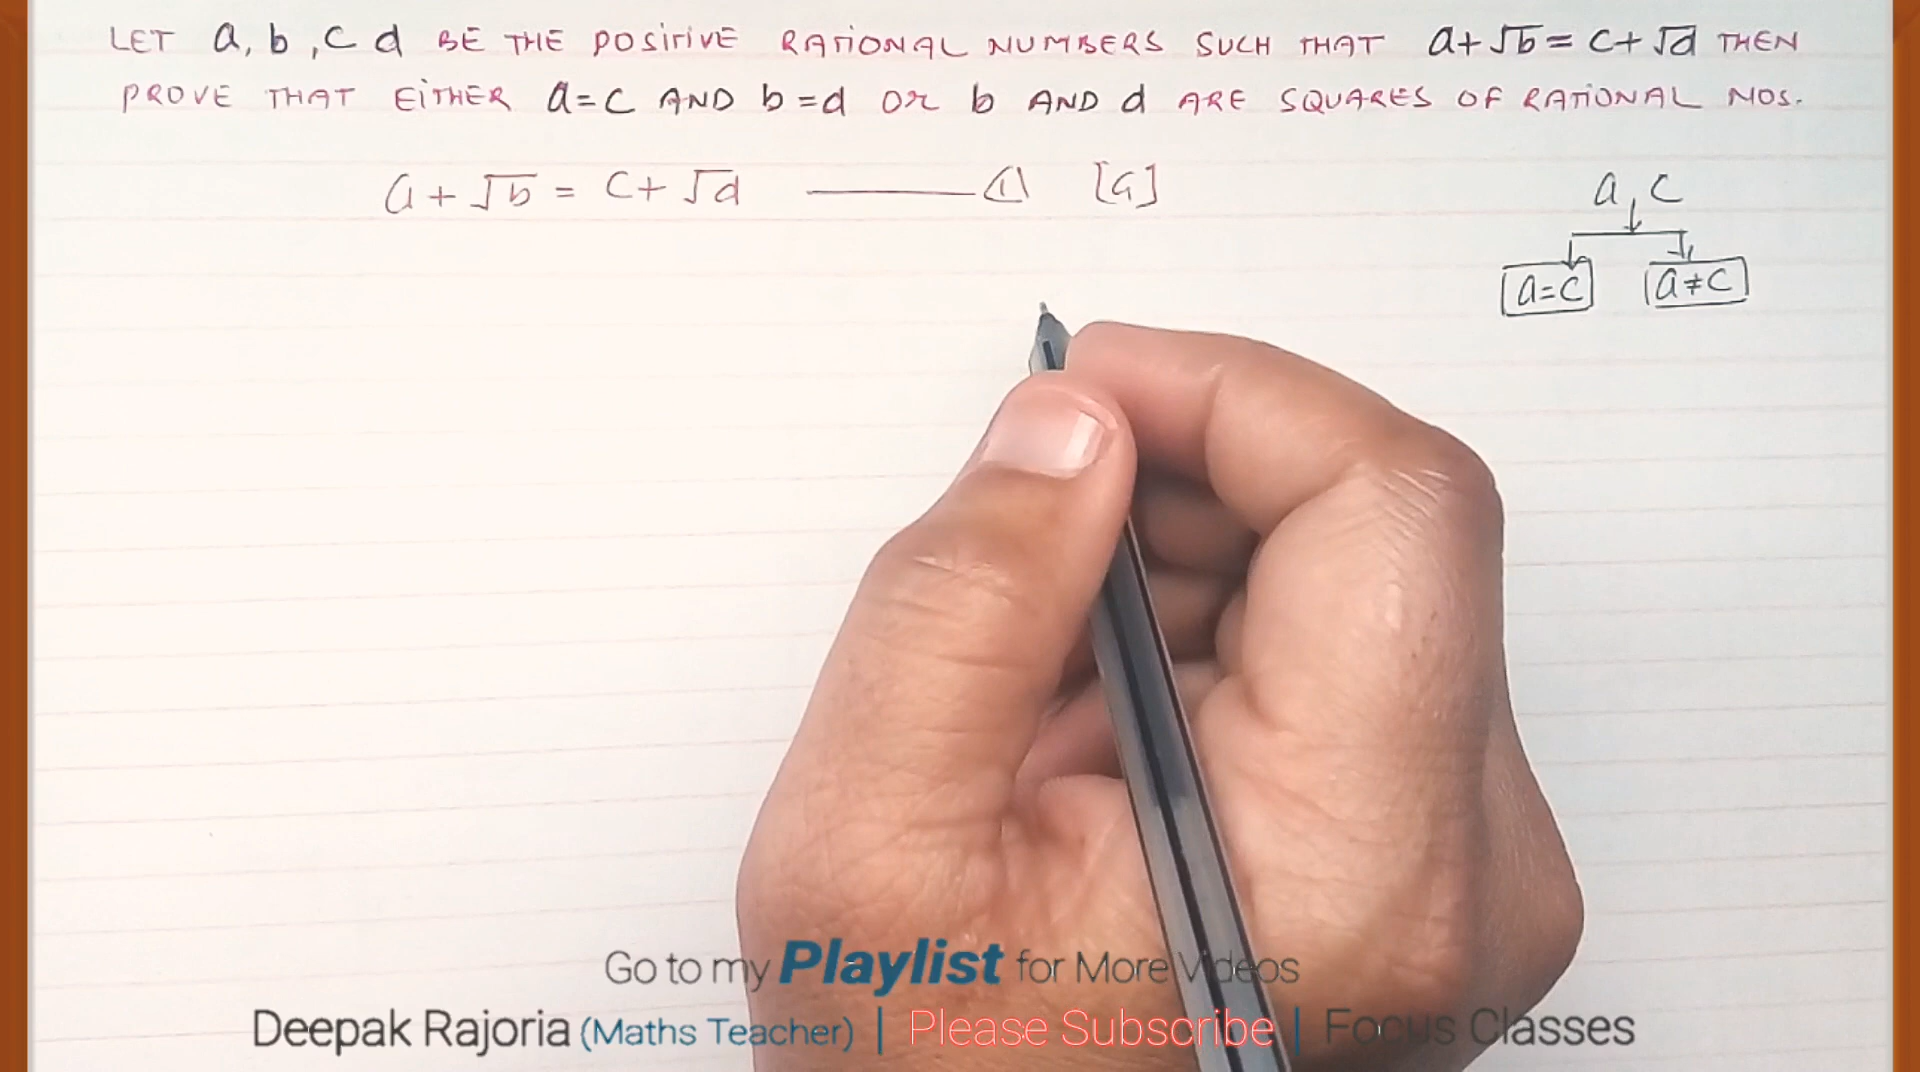 LET a, b, c d BE THE POSITIVE RATIONAL NUMBERS SUCH THAT a+√b = c+√d THEN
PROVE THAT EITHER a=c AND b=d OR b AND d ARE SQUARES OF RATIONAL NOS.
a + √b = c + √d ——— (1) [G]
a, c
a=c a≠c
Go to my Playlist for More Videos
Deepak Rajoria (Maths Teacher) | Please Subscribe | Focus Classes